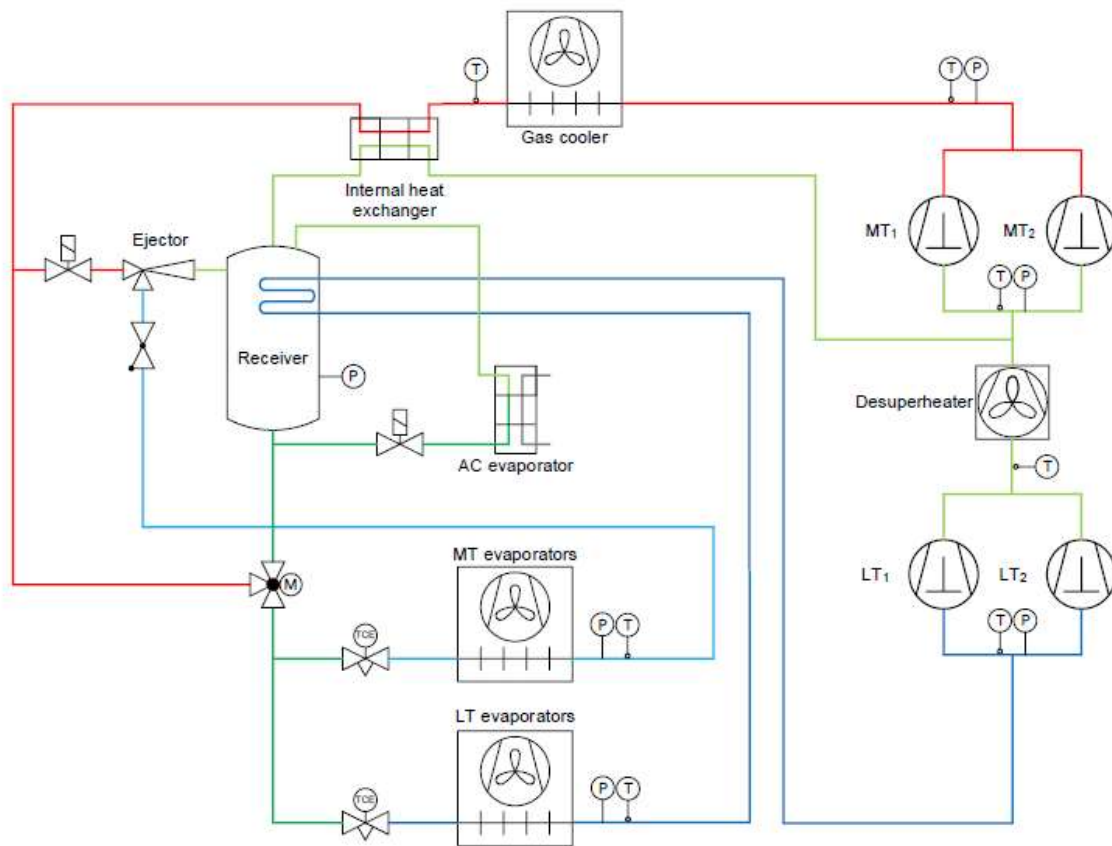 T
T
P
Gas cooler
Internal heat
exchanger
MT1
MT2
Ejector
T
P
Receiver
P
Desuperheater
AC evaporator
T
MT evaporators
LT1
LT2
M
T
P
TCE
P
T
LT evaporators
TCE
P
T